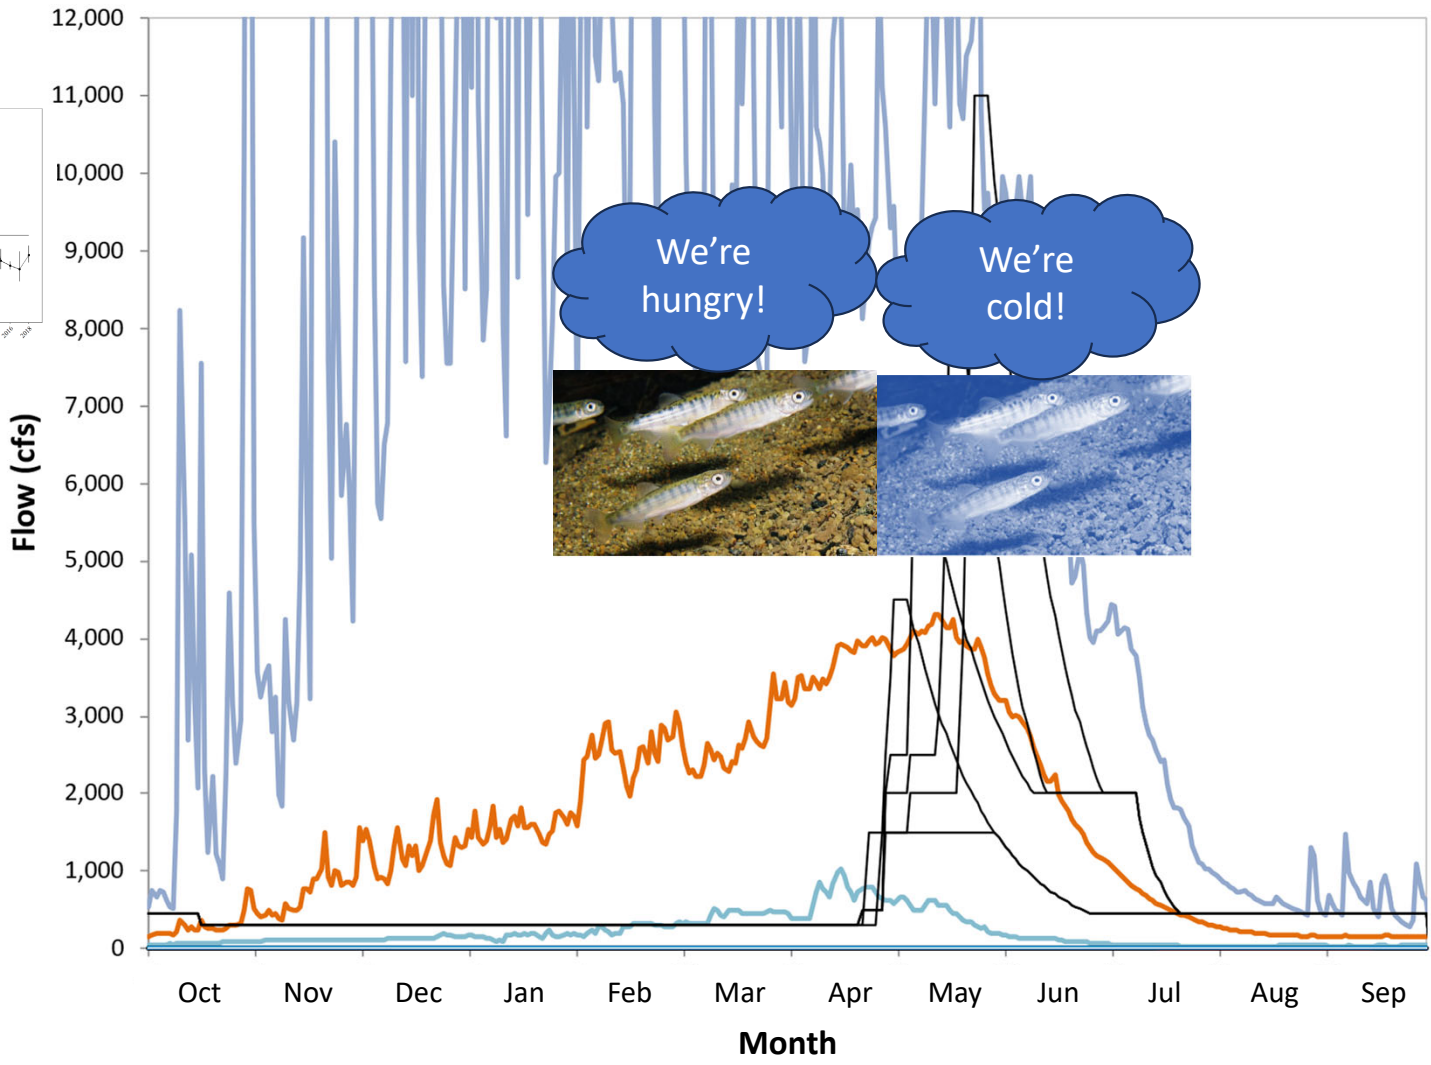 12,000
11,000
10,000
9,000
8,000
7,000
6,000
5,000
4,000
3,000
2,000
1,000
0
Flow (cfs)
We’re
hungry!
We’re
cold!
2016
2018
Oct Nov Dec Jan Feb Mar Apr May Jun Jul Aug Sep
Month